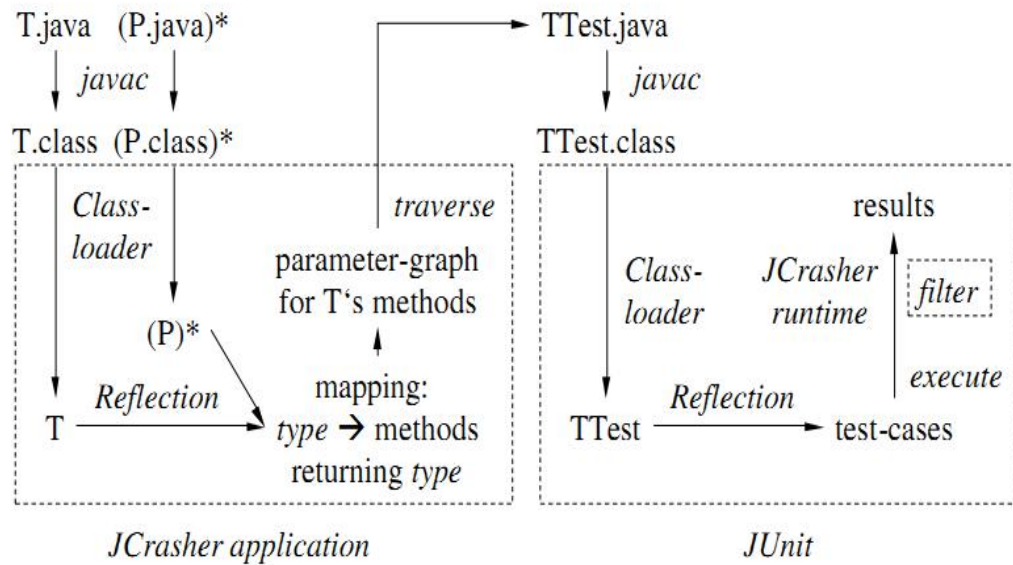 T.java (P.java)*
javac
T.class (P.class)*
Class-
loader
traverse
parameter-graph
for T‘s methods
(P)*
mapping:
Reflection
T
type → methods
returning type
JCrasher application
TTest.java
javac
TTest.class
results
Class-
loader
JCrasher
runtime
filter
execute
Reflection
TTest
test-cases
JUnit